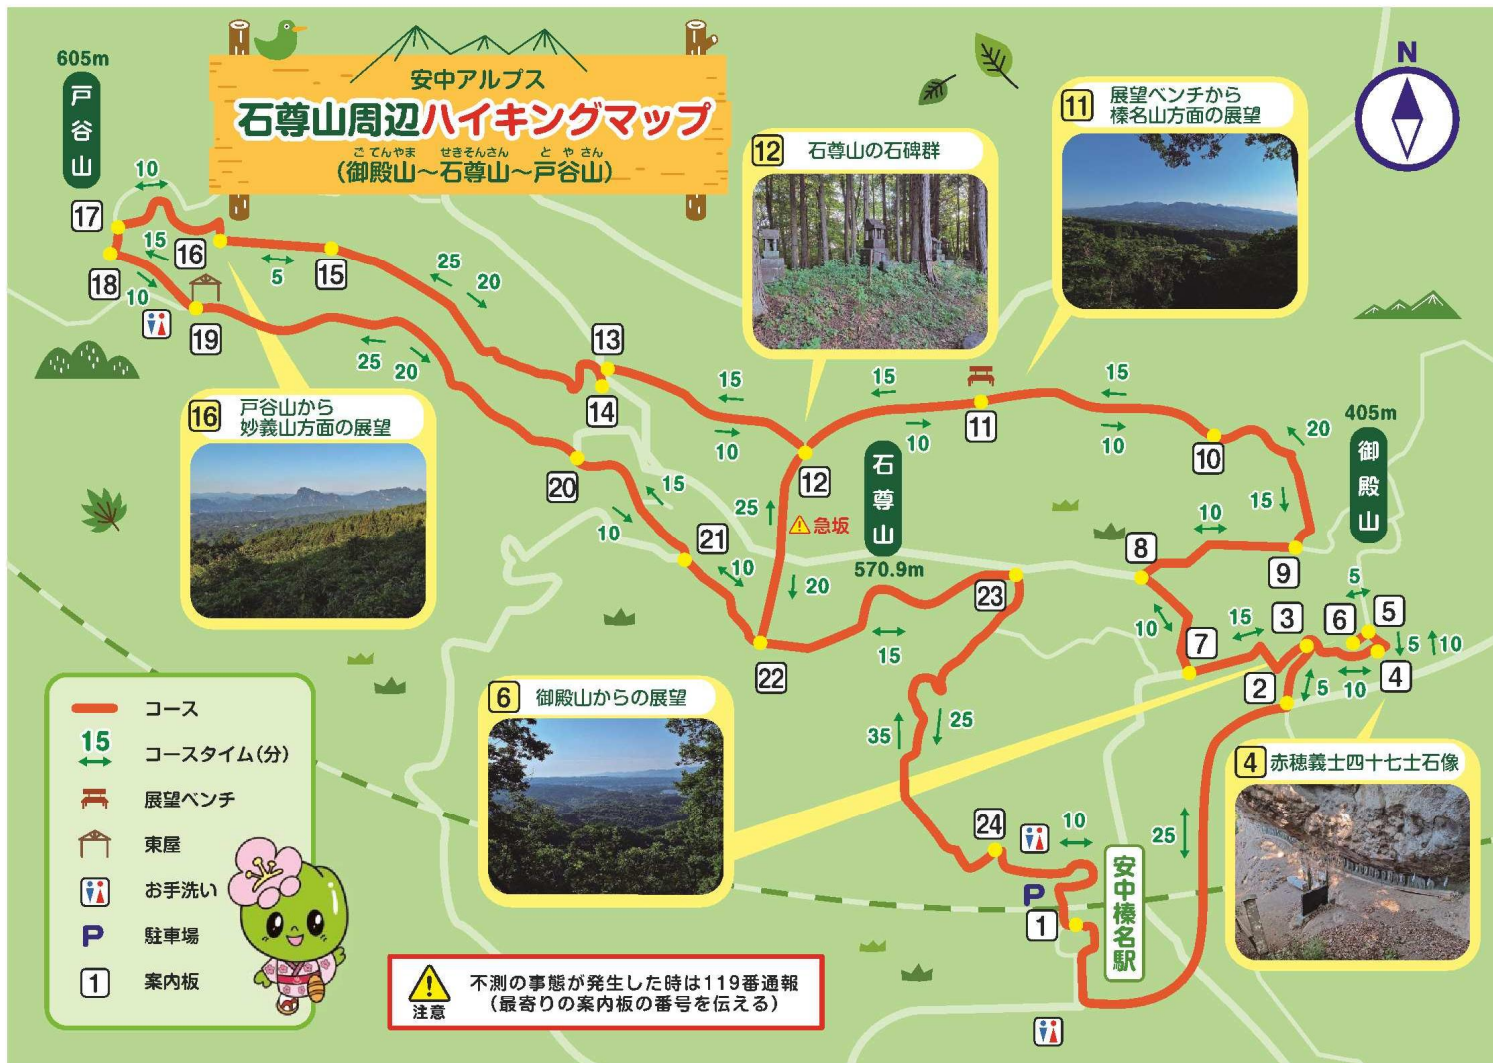 安中アルプス
石尊山周辺ハイキングマップ
ごてんやま せきそんさん とやさん
(御殿山～石尊山～戸谷山)
605m
戸谷山
N
11
展望ベンチから
榛名山方面の展望
12
石尊山の石碑群
10
17
16
15
15
5
18
10
19
25
20
25
20
13
14
15
10
15
10
11
15
10
12
10
20
405m
御殿山
16
戸谷山から
妙義山方面の展望
石尊山
570.9m
25
急坂
20
20
15
10
21
10
22
15
23
15
10
8
9
10
7
15
3
6
5
5
5
10
4
10
2
5
6
御殿山からの展望
35
25
4
赤穂義士四十七士石像
24
10
25
P
1
安中榛名駅
コース
15
コースタイム(分)
展望ベンチ
東屋
お手洗い
P
駐車場
1
案内板
注意
不測の事態が発生した時は119番通報
(最寄りの案内板の番号を伝える)